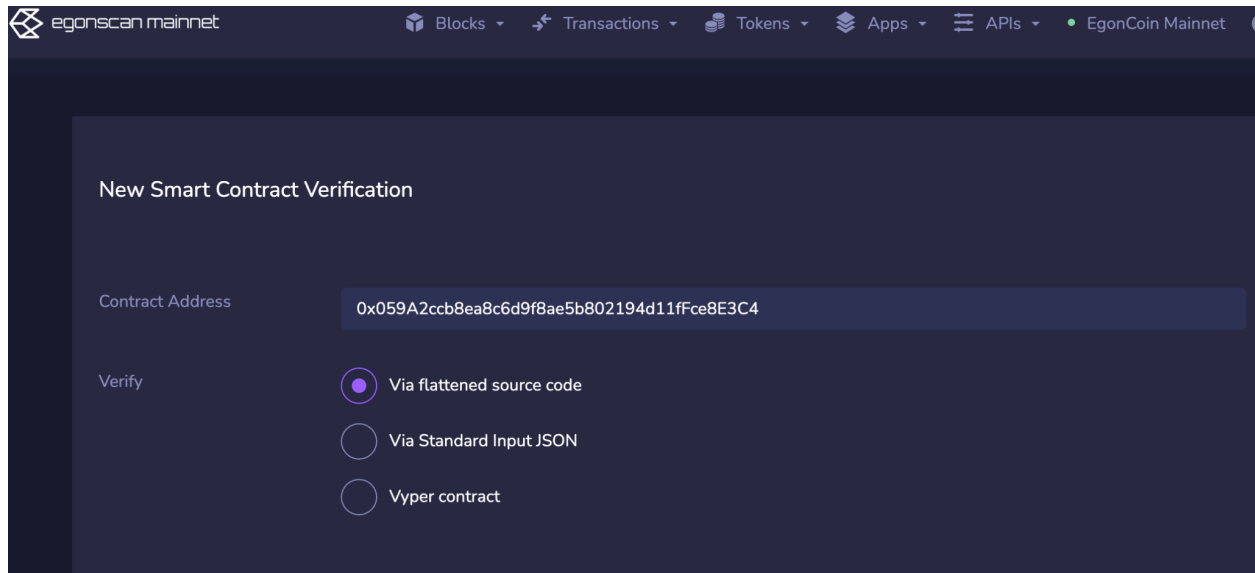 egonscan mainnet Blocks Transactions Tokens Apps APIs EgonCoin Mainnet
New Smart Contract Verification
Contract Address 0x059A2ccb8ea8c6d9f8ae5b802194d11fFce8E3C4
Verify Via flattened source code
Via Standard Input JSON
Vyper contract